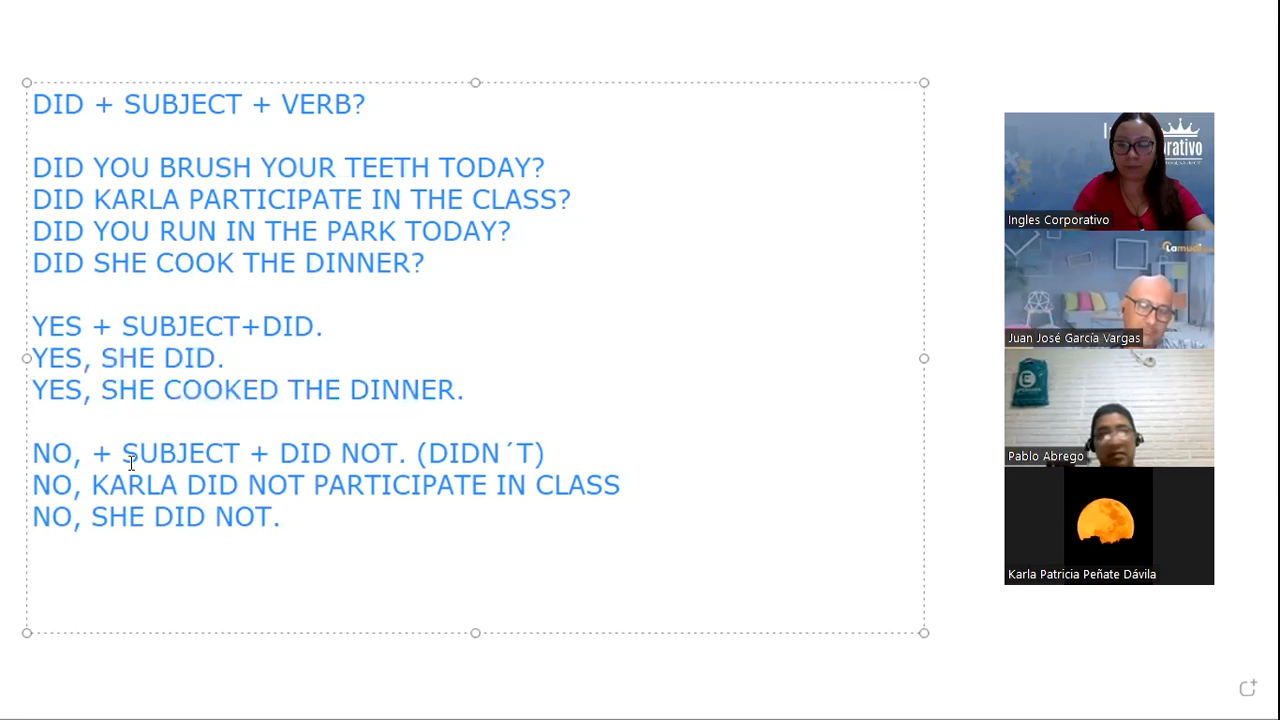 DID + SUBJECT + VERB?
DID YOU BRUSH YOUR TEETH TODAY?
DID KARLA PARTICIPATE IN THE CLASS?
DID YOU RUN IN THE PARK TODAY?
DID SHE COOK THE DINNER?
YES + SUBJECT+DID.
YES, SHE DID.
YES, SHE COOKED THE DINNER.
NO, + SUBJECT + DID NOT. (DIDN´T)
NO, KARLA DID NOT PARTICIPATE IN CLASS
NO, SHE DID NOT.
Ingles Corporativo
Juan José García Vargas
Pablo Abrego
Karla Patricia Peñate Dávila